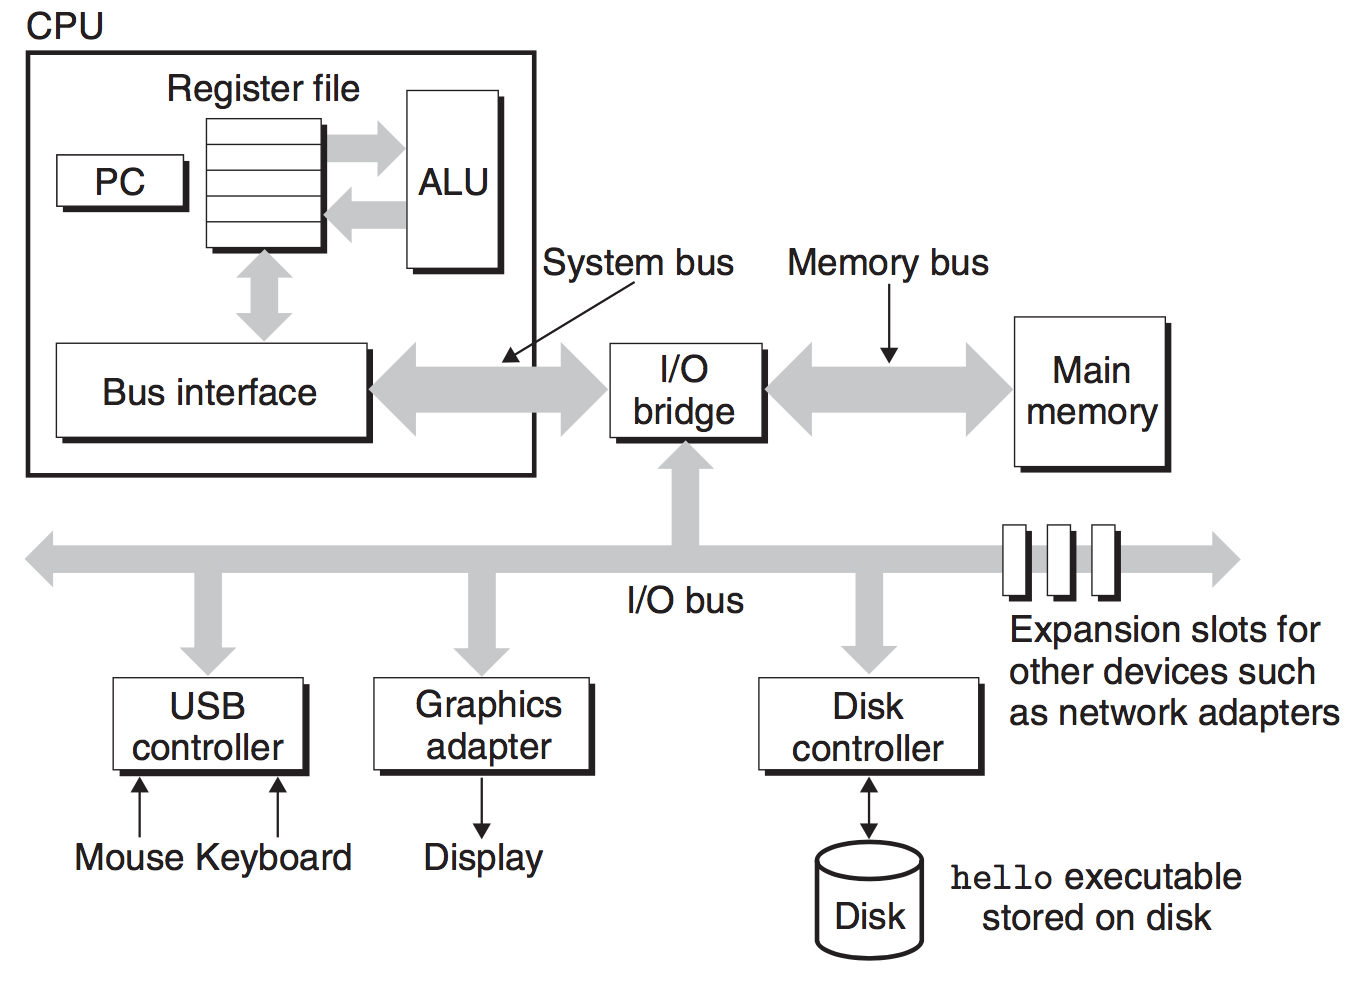 CPU
Register file
PC
ALU
System bus
Memory bus
Bus interface
I/O
bridge
Main
memory
I/O bus
Expansion slots for
other devices such
as network adapters
USB
controller
Graphics
adapter
Disk
controller
Mouse Keyboard
Display
Disk
hello executable
stored on disk